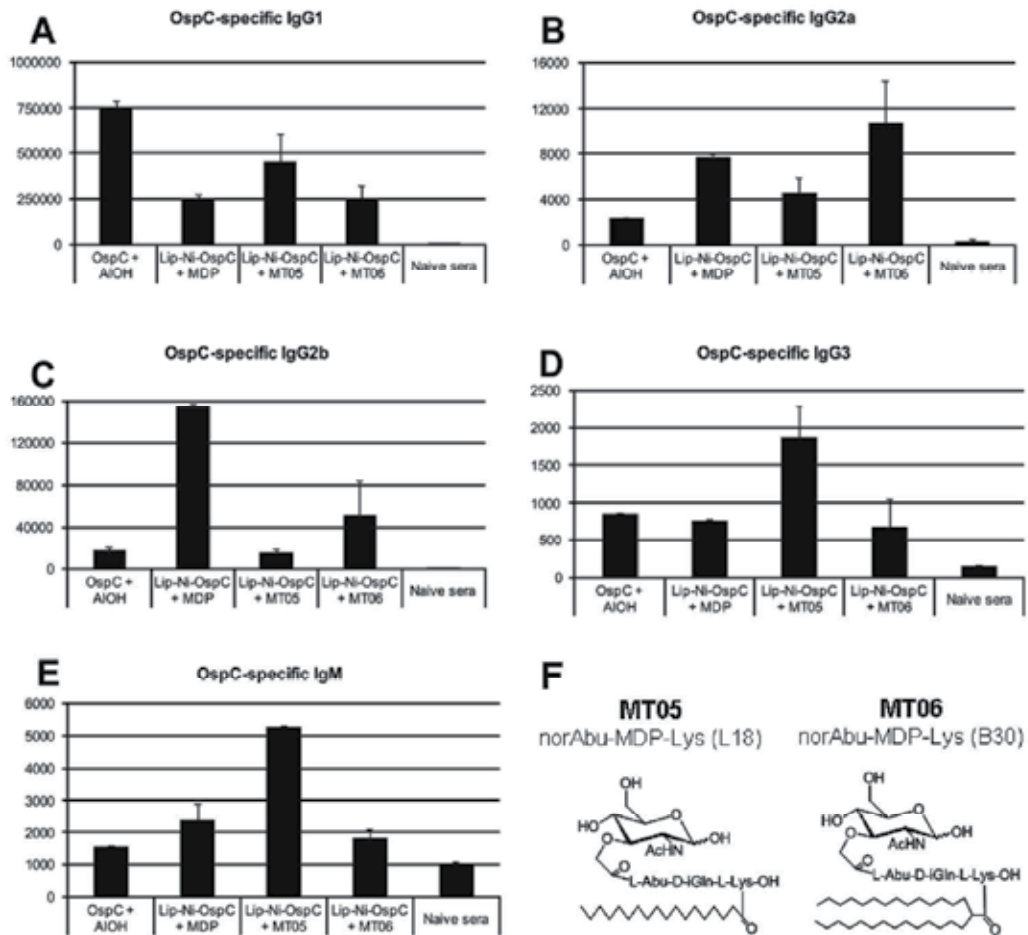 A
OspC-specific IgG1
1000000
750000
500000
250000
0
OspC + AlOH
Lip-Ni-OspC + MDP
Lip-Ni-OspC + MT05
Lip-Ni-OspC + MT06
Naive sera
B
OspC-specific IgG2a
16000
12000
8000
4000
0
OspC + AlOH
Lip-Ni-OspC + MDP
Lip-Ni-OspC + MT05
Lip-Ni-OspC + MT06
Naive sera
C
OspC-specific IgG2b
160000
120000
80000
40000
0
OspC + AlOH
Lip-Ni-OspC + MDP
Lip-Ni-OspC + MT05
Lip-Ni-OspC + MT06
Naive sera
D
OspC-specific IgG3
2500
2000
1500
1000
500
0
OspC + AlOH
Lip-Ni-OspC + MDP
Lip-Ni-OspC + MT05
Lip-Ni-OspC + MT06
Naive sera
E
OspC-specific IgM
6000
5000
4000
3000
2000
1000
0
OspC + AlOH
Lip-Ni-OspC + MDP
Lip-Ni-OspC + MT05
Lip-Ni-OspC + MT06
Naive sera
F
MT05
norAbu-MDP-Lys (L18)
OH
HO
O
O
AcHN
OH
O
L-Abu-D-iGln-L-Lys-OH
O
MT06
norAbu-MDP-Lys (B30)
OH
HO
O
O
AcHN
OH
O
L-Abu-D-iGln-L-Lys-OH
O